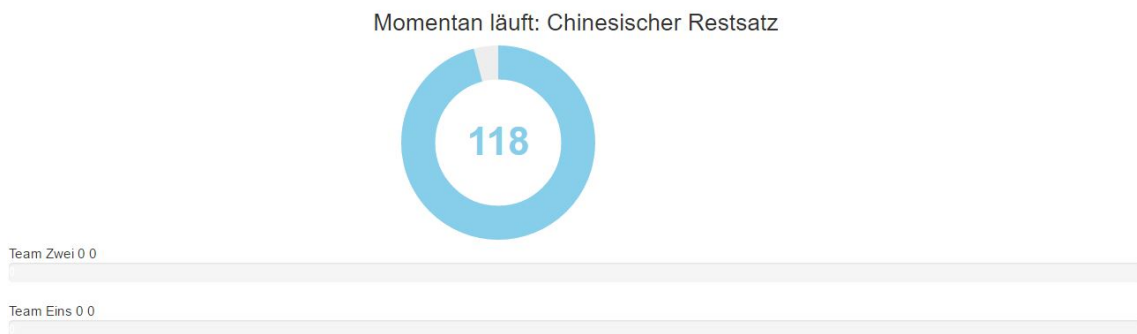 Momentan läuft: Chinesischer Restsatz
118
Team Zwei 0 0
Team Eins 0 0